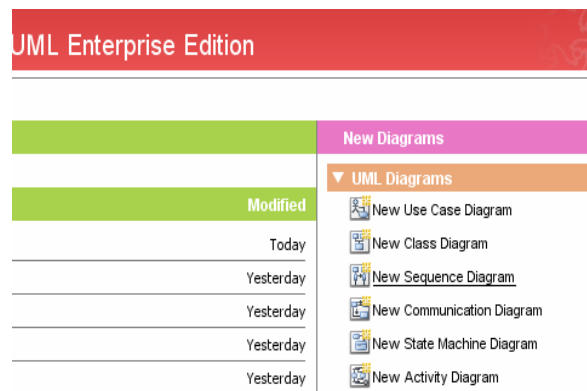 UML Enterprise Edition
New Diagrams
UML Diagrams
Modified
New Use Case Diagram
Today
New Class Diagram
Yesterday
New Sequence Diagram
Yesterday
New Communication Diagram
Yesterday
New State Machine Diagram
Yesterday
New Activity Diagram